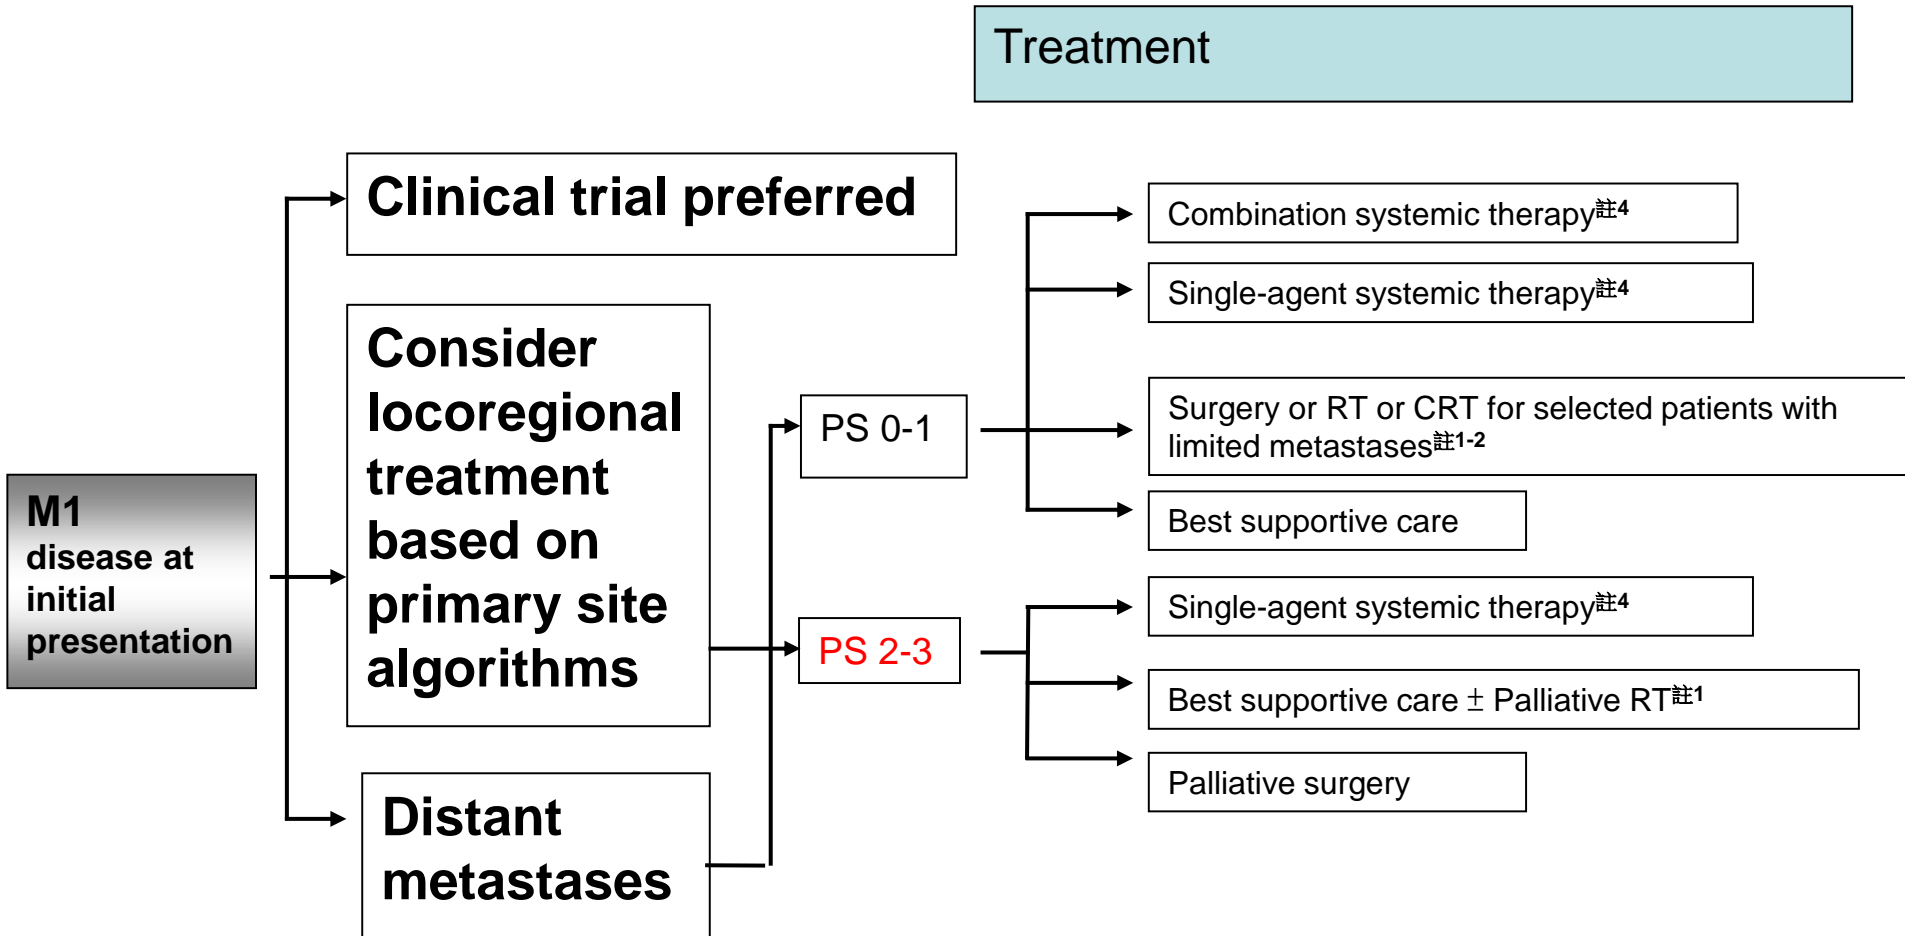 Treatment
Clinical trial preferred
Consider
locoregional
treatment
based on
primary site
algorithms
M1
disease at
initial
presentation
Distant
metastases
PS 0-1
PS 2-3
Combination systemic therapy註4
Single-agent systemic therapy註4
Surgery or RT or CRT for selected patients with
limited metastases註1-2
Best supportive care
Single-agent systemic therapy註4
Best supportive care ± Palliative RT註1
Palliative surgery